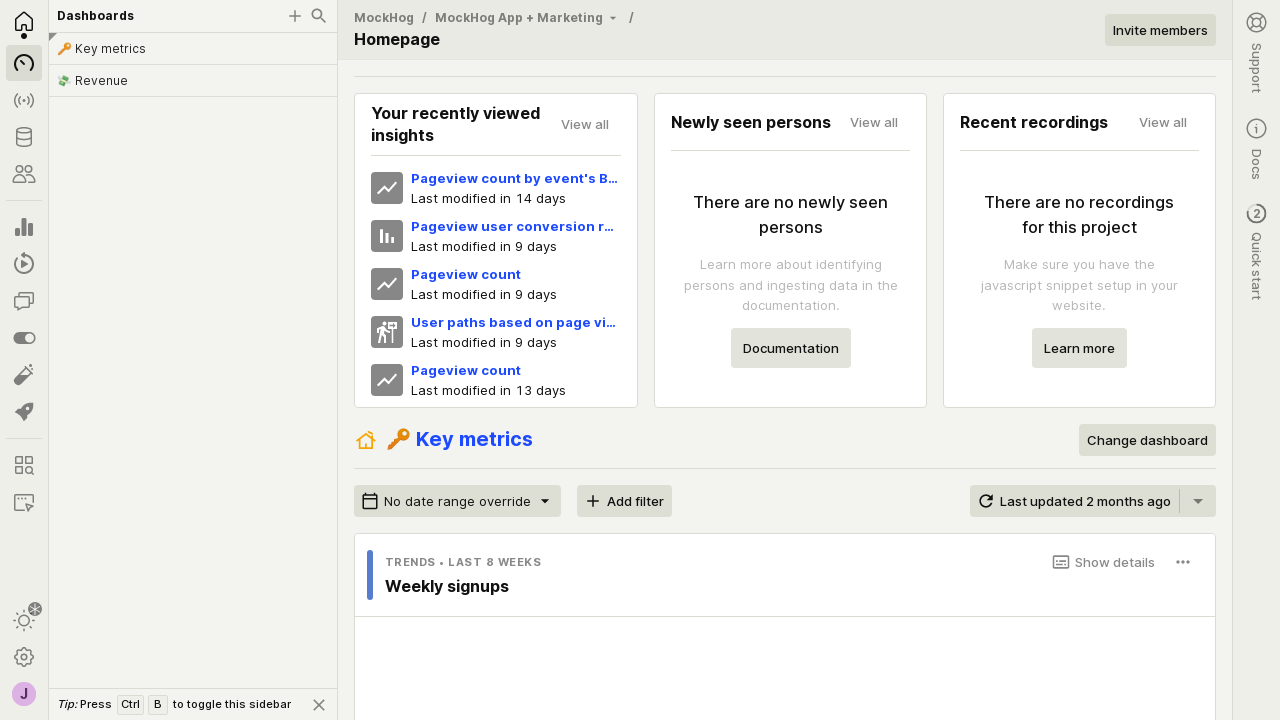 Dashboards
🔑 Key metrics
💸 Revenue
Tip: Press Ctrl B to toggle this sidebar
J
MockHog / MockHog App + Marketing /
Homepage
Invite members
Your recently viewed
insights
View all
Pageview count by event's B...
Last modified in 14 days
Pageview user conversion r...
Last modified in 9 days
Pageview count
Last modified in 9 days
User paths based on page vi...
Last modified in 9 days
Pageview count
Last modified in 13 days
Newly seen persons
View all
There are no newly seen
persons
Learn more about identifying
persons and ingesting data in the
documentation.
Documentation
Recent recordings
View all
There are no recordings
for this project
Make sure you have the
javascript snippet setup in your
website.
Learn more
🔑 Key metrics
Change dashboard
No date range override
Add filter
Last updated 2 months ago
TRENDS • LAST 8 WEEKS
Show details
Weekly signups
Support
Docs
2
Quick start